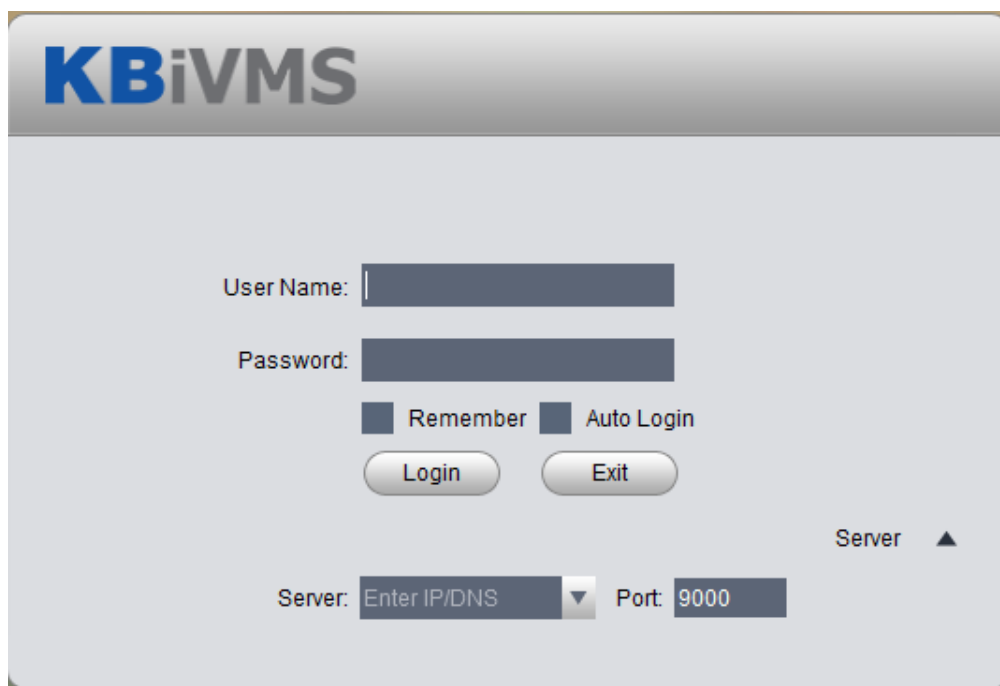 KBiVMS
User Name:
Password:
Remember Auto Login
Login Exit
Server
Server: Enter IP/DNS Port: 9000